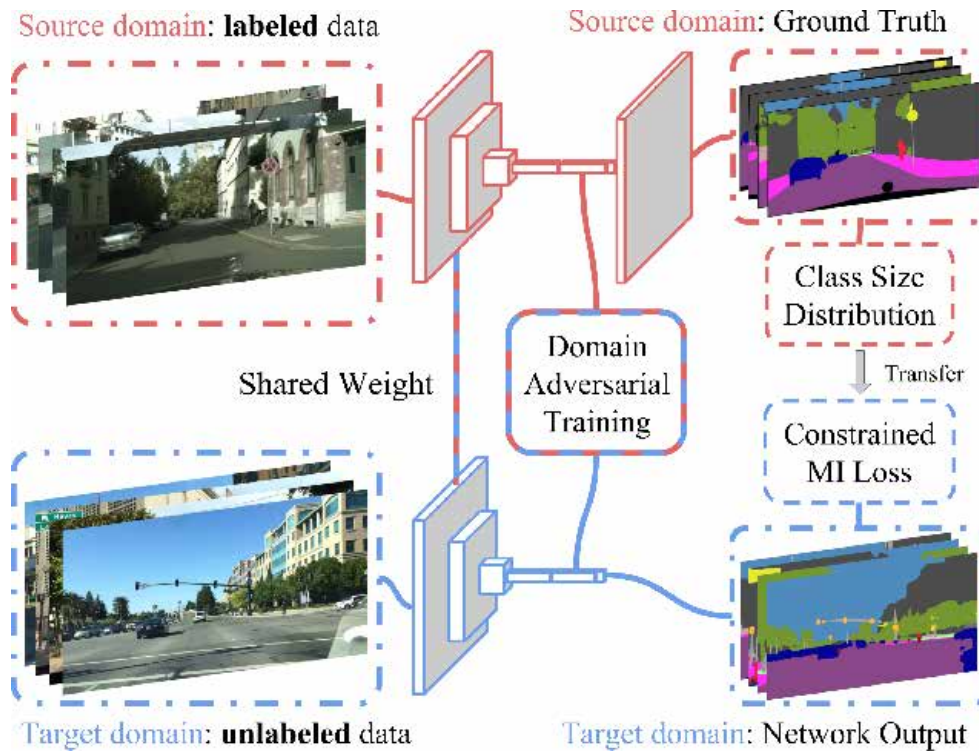 Source domain: labeled data
Source domain: Ground Truth
Class Size
Distribution
Transfer
Shared Weight
Domain
Adversarial
Training
Constrained
MI Loss
Target domain: unlabeled data
Target domain: Network Output